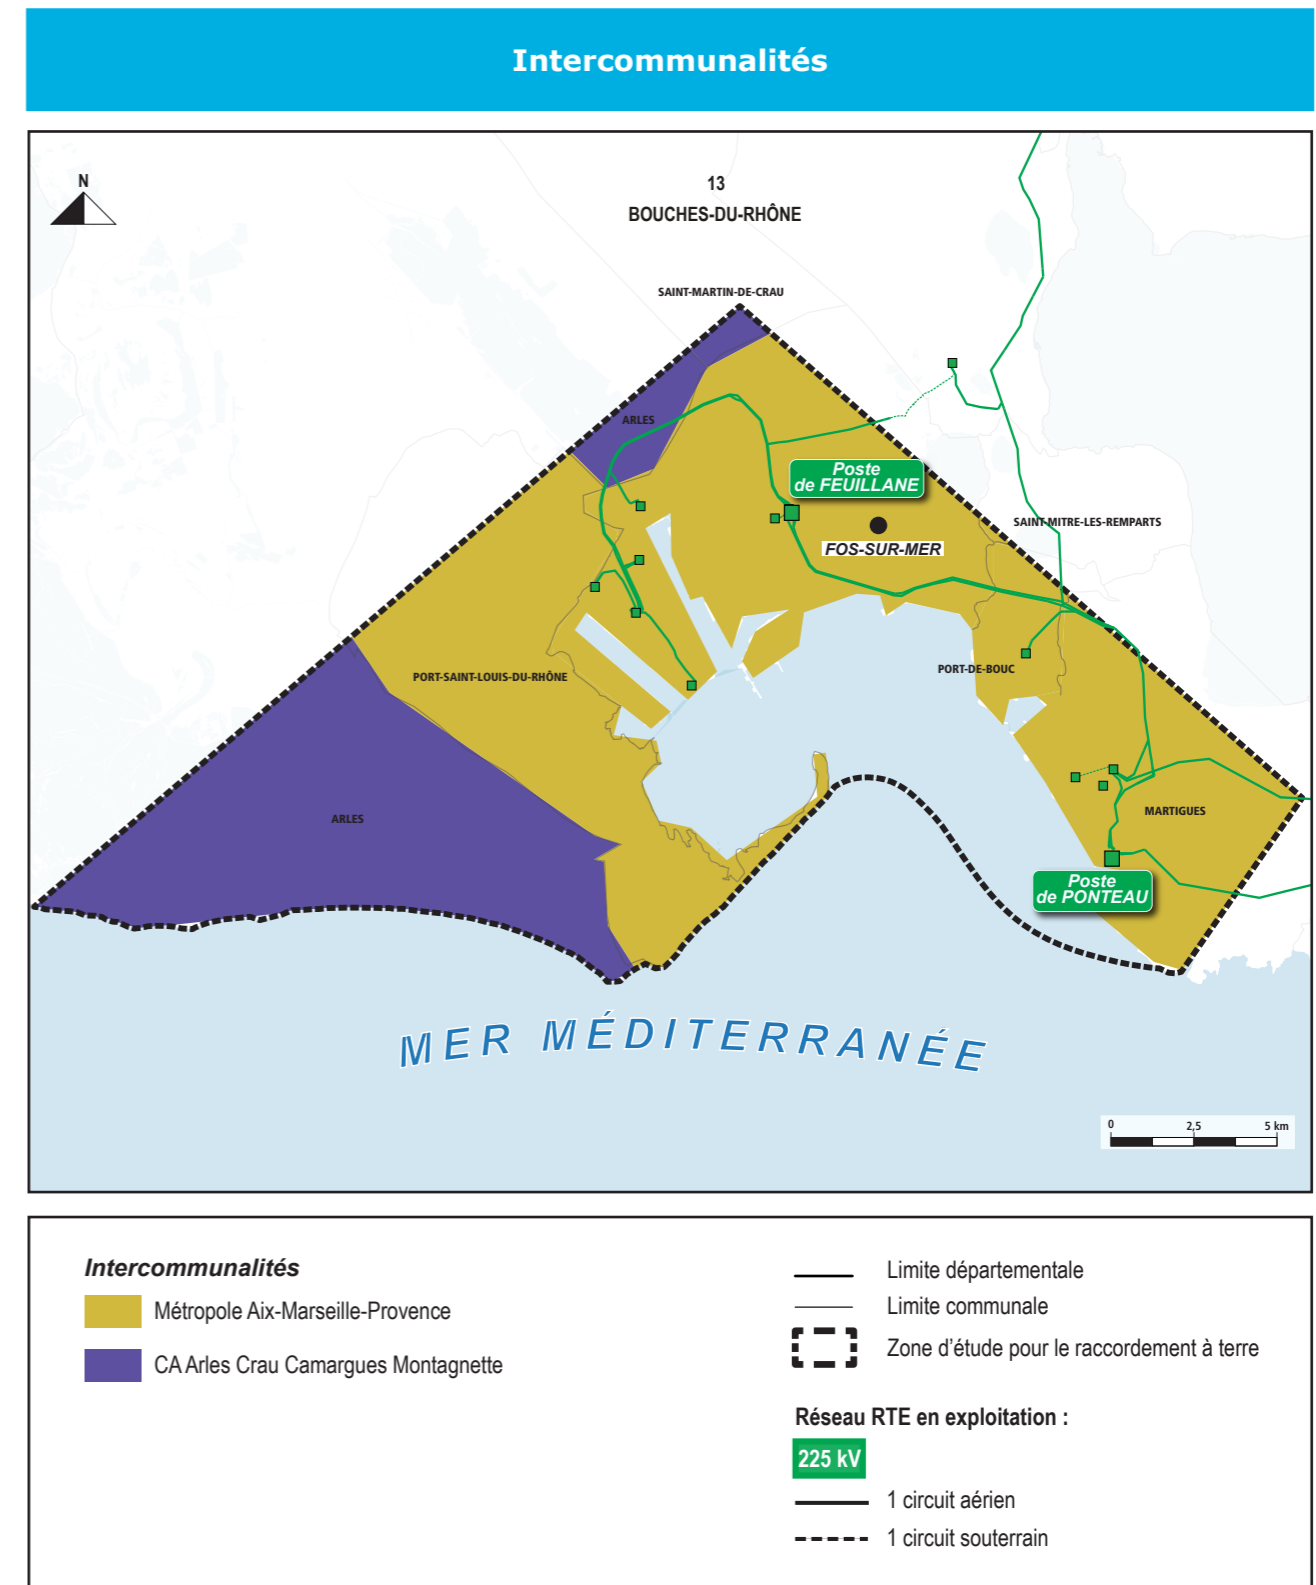 Intercommunalités
N
13
BOUCHES-DU-RHÔNE
SAINT-MARTIN-DE-CRAU
ARLES
Poste
de FEUILLANE
SAINT-MITRE-LES-REMPARTS
FOS-SUR-MER
PORT-DE-BOUC
PORT-SAINT-LOUIS-DU-RHÔNE
ARLES
MARTIGUES
Poste
de PONTEAU
MER MÉDITERRANÉE
0 2,5 5 km
Intercommunalités
Métropole Aix-Marseille-Provence
CA Arles Crau Camargues Montagnette
Limite départementale
Limite communale
Zone d'étude pour le raccordement à terre
Réseau RTE en exploitation :
225 kV
1 circuit aérien
1 circuit souterrain